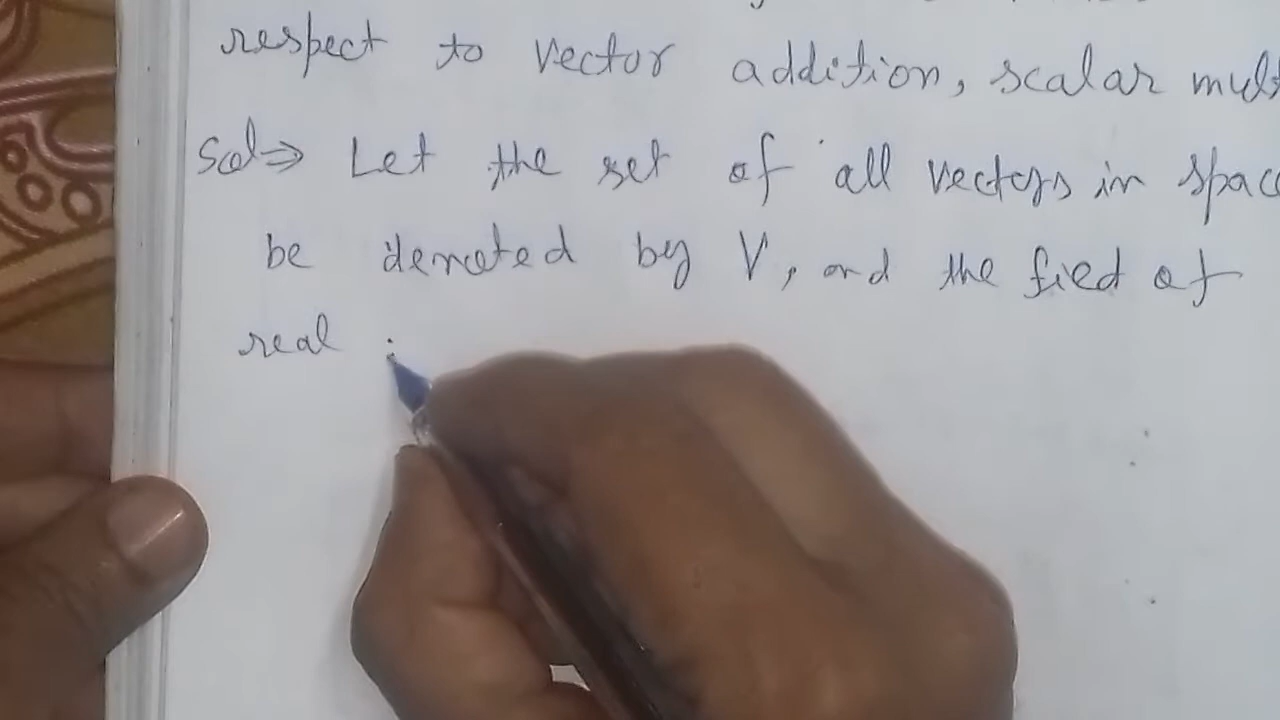 respect to vector addition, scalar mult
Sol⇒ Let the set of all vectors in spac
be denoted by V, and the fied of
real